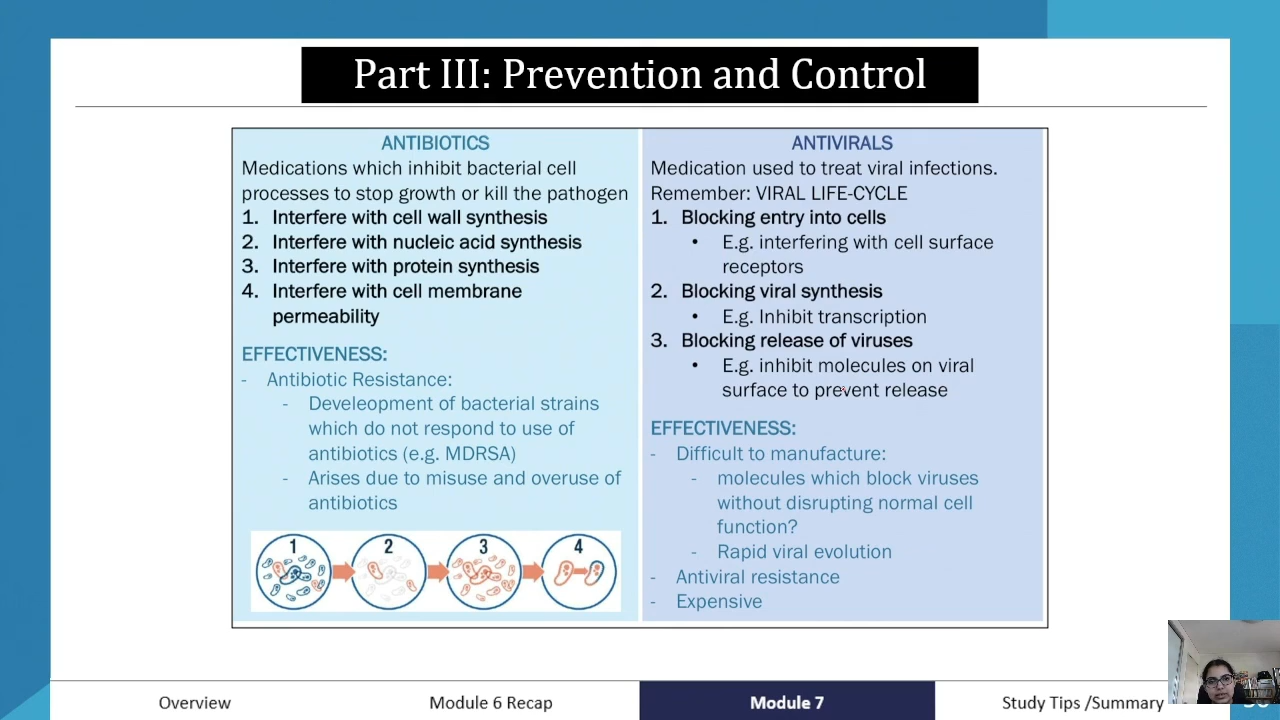 Part III: Prevention and Control
ANTIBIOTICS
Medications which inhibit bacterial cell
processes to stop growth or kill the pathogen
1. Interfere with cell wall synthesis
2. Interfere with nucleic acid synthesis
3. Interfere with protein synthesis
4. Interfere with cell membrane
permeability
EFFECTIVENESS:
- Antibiotic Resistance:
- Develeopment of bacterial strains
which do not respond to use of
antibiotics (e.g. MDRSA)
- Arises due to misuse and overuse of
antibiotics
1 2 3 4
ANTIVIRALS
Medication used to treat viral infections.
Remember: VIRAL LIFE-CYCLE
1. Blocking entry into cells
• E.g. interfering with cell surface
receptors
2. Blocking viral synthesis
• E.g. Inhibit transcription
3. Blocking release of viruses
• E.g. inhibit molecules on viral
surface to prevent release
EFFECTIVENESS:
- Difficult to manufacture:
- molecules which block viruses
without disrupting normal cell
function?
- Rapid viral evolution
- Antiviral resistance
- Expensive
Overview Module 6 Recap Module 7 Study Tips /Summary